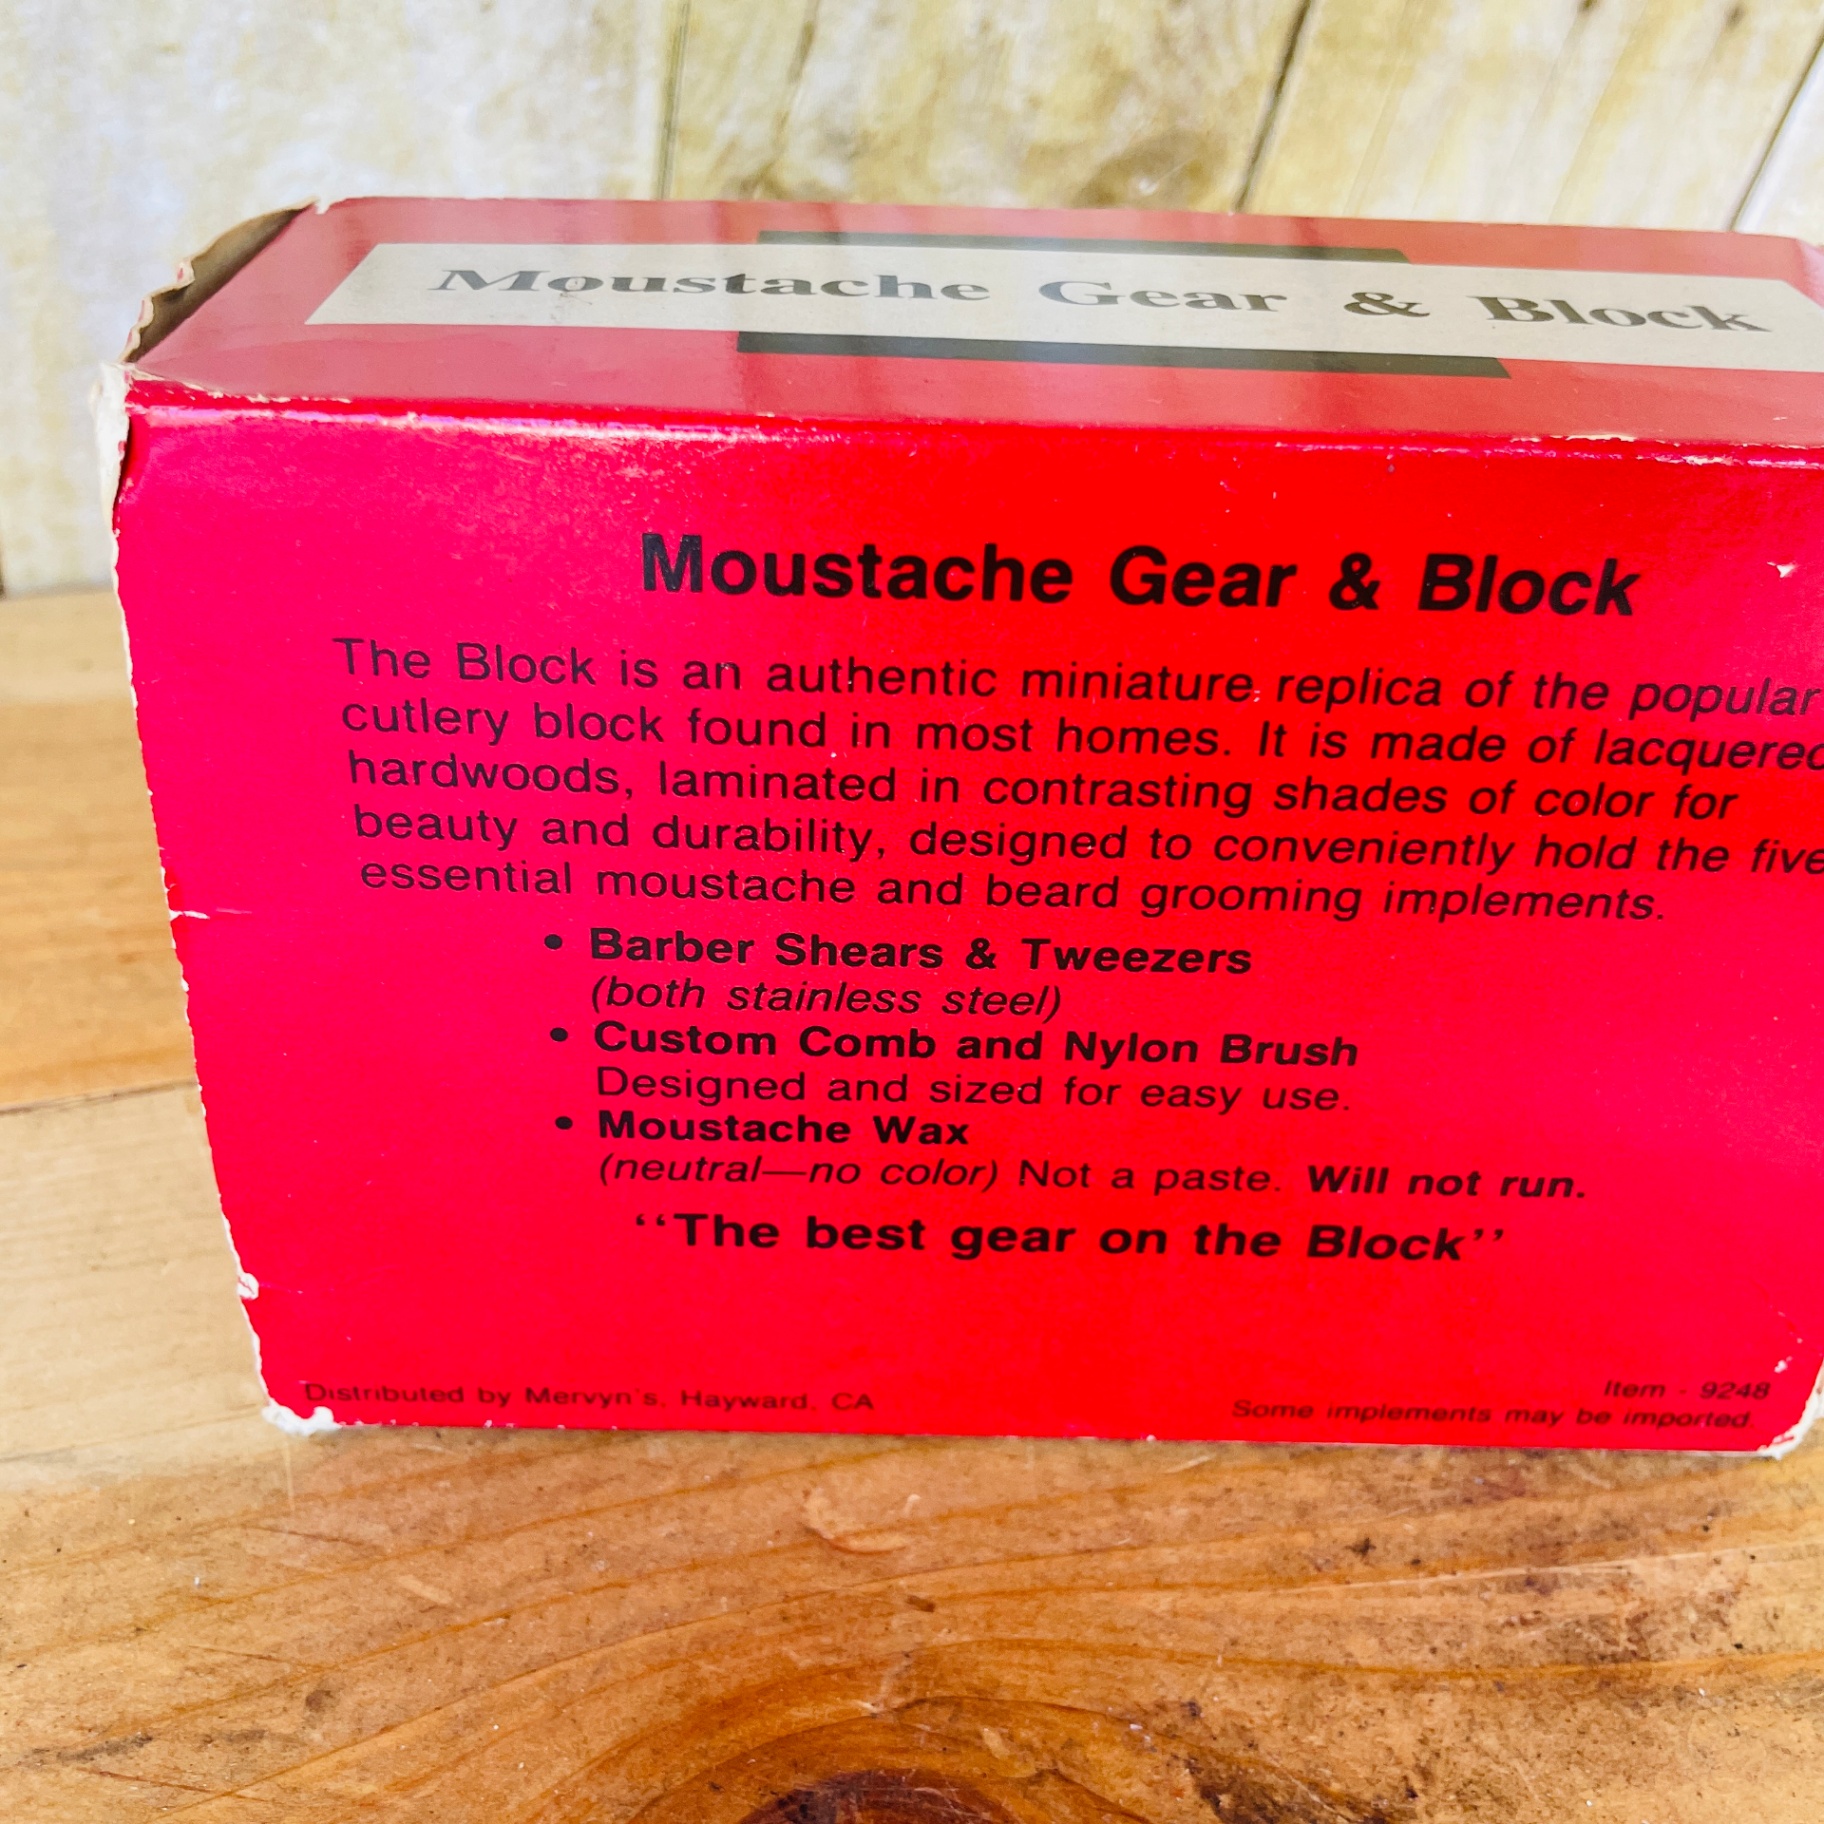 Moustache Gear & Block
Moustache Gear & Block
The Block is an authentic miniature replica of the popular
cutlery block found in most homes. It is made of lacquered
hardwoods, laminated in contrasting shades of color for
beauty and durability, designed to conveniently hold the five
essential moustache and beard grooming implements.
• Barber Shears & Tweezers
(both stainless steel)
• Custom Comb and Nylon Brush
Designed and sized for easy use.
• Moustache Wax
(neutral—no color) Not a paste. Will not run.
‘‘The best gear on the Block’’
Distributed by Mervyn's, Hayward, CA
Item - 9248
Some implements may be imported.